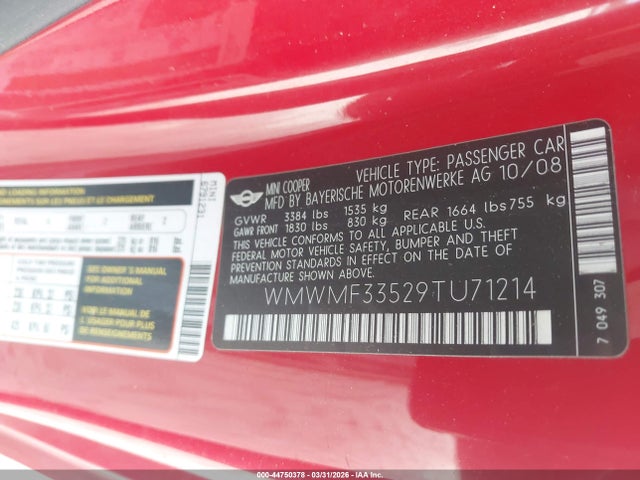 MINI COOPER
VEHICLE TYPE: PASSENGER CAR
MFD BY BAYERISCHE MOTORENWERKE AG 10/08
GVWR 3384 lbs 1535 kg
GAWR FRONT 1830 lbs 830 kg REAR 1664 lbs 755 kg
THIS VEHICLE CONFORMS TO ALL APPLICABLE U.S.
FEDERAL MOTOR VEHICLE SAFETY, BUMPER AND THEFT
PREVENTION STANDARDS IN EFFECT ON THE DATE OF
MANUFACTURE SHOWN ABOVE.
WMWMF33529TU71214
7 049 307
MINI
6791231
SEE OWNER'S MANUAL
FOR ADDITIONAL
INFORMATION
VOIR LE MANUEL
DE L'USAGER POUR
PLUS DE
RENSEIGNEMENTS
000-44750378 - 03/31/2026 - IAAI.COM